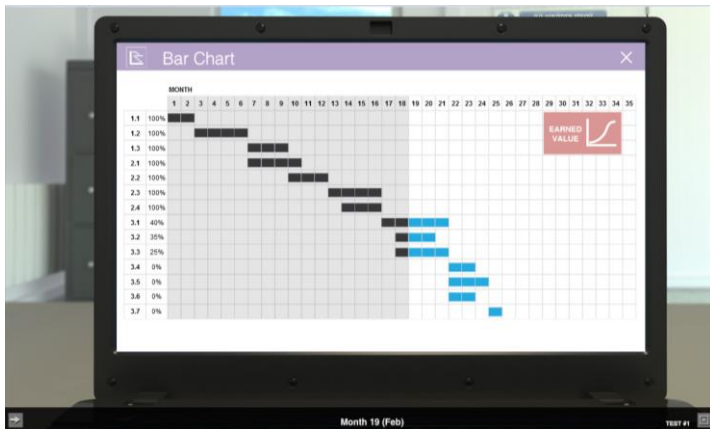 Bar Chart
MONTH
1 2 3 4 5 6 7 8 9 10 11 12 13 14 15 16 17 18 19 20 21 22 23 24 25 26 27 28 29 30 31 32 33 34 35
1.1 100%
1.2 100%
EARNED
VALUE
1.3 100%
2.1 100%
2.2 100%
2.3 100%
2.4 100%
3.1 40%
3.2 35%
3.3 25%
3.4 0%
3.5 0%
3.6 0%
3.7 0%
Month 19 (Feb)
TEST #1